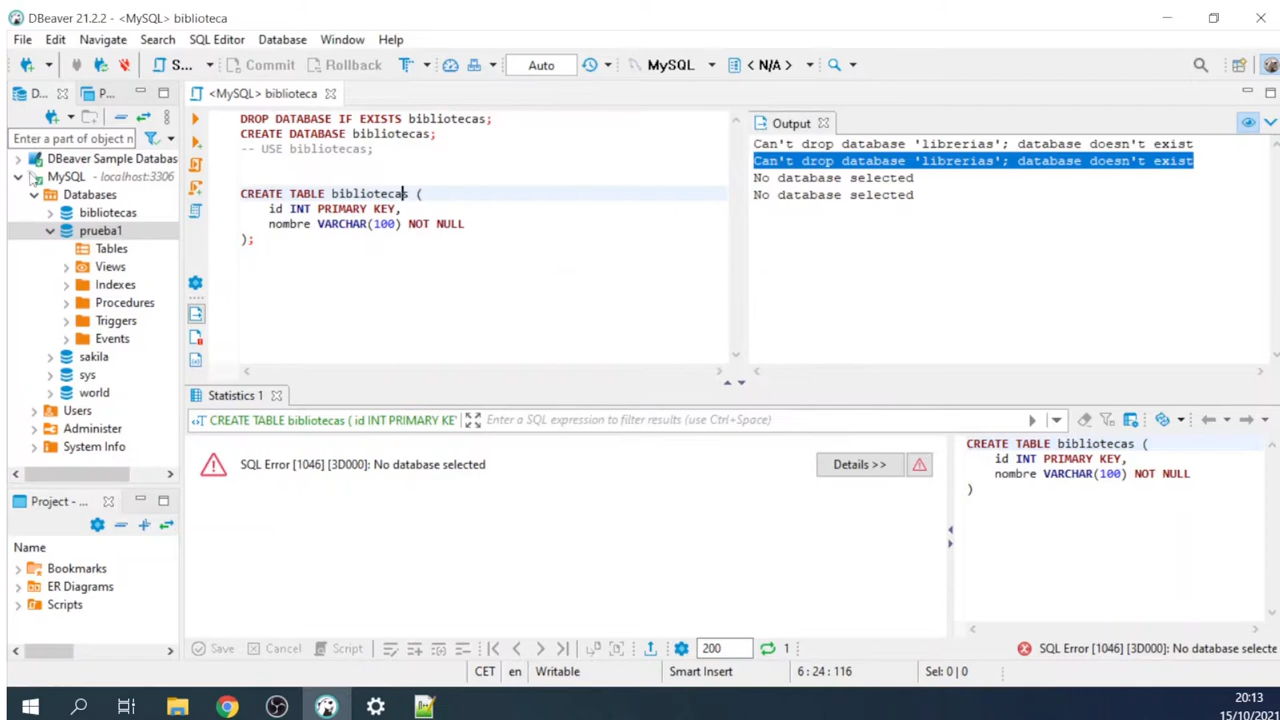 DBeaver 21.2.2 - <MySQL> biblioteca
File Edit Navigate Search SQL Editor Database Window Help
S... Commit Rollback Auto MySQL < N/A >
D... P... <MySQL> biblioteca
Enter a part of object n
DBeaver Sample Databas
MySQL - localhost:3306
Databases
bibliotecas
prueba1
Tables
Views
Indexes
Procedures
Triggers
Events
sakila
sys
world
Users
Administer
System Info
DROP DATABASE IF EXISTS bibliotecas;
CREATE DATABASE bibliotecas;
-- USE bibliotecas;
CREATE TABLE bibliotecas (
id INT PRIMARY KEY,
nombre VARCHAR(100) NOT NULL
);
Output
Can't drop database 'librerias'; database doesn't exist
Can't drop database 'librerias'; database doesn't exist
No database selected
No database selected
Statistics 1
CREATE TABLE bibliotecas ( id INT PRIMARY KE' Enter a SQL expression to filter results (use Ctrl+Space)
SQL Error [1046] [3D000]: No database selected Details >>
CREATE TABLE bibliotecas (
id INT PRIMARY KEY,
nombre VARCHAR(100) NOT NULL
)
Project - ...
Name
Bookmarks
ER Diagrams
Scripts
Save Cancel Script 200 1 SQL Error [1046] [3D000]: No database selecte
CET en Writable Smart Insert 6 : 24 : 116 Sel: 0 | 0
20:13
15/10/2021